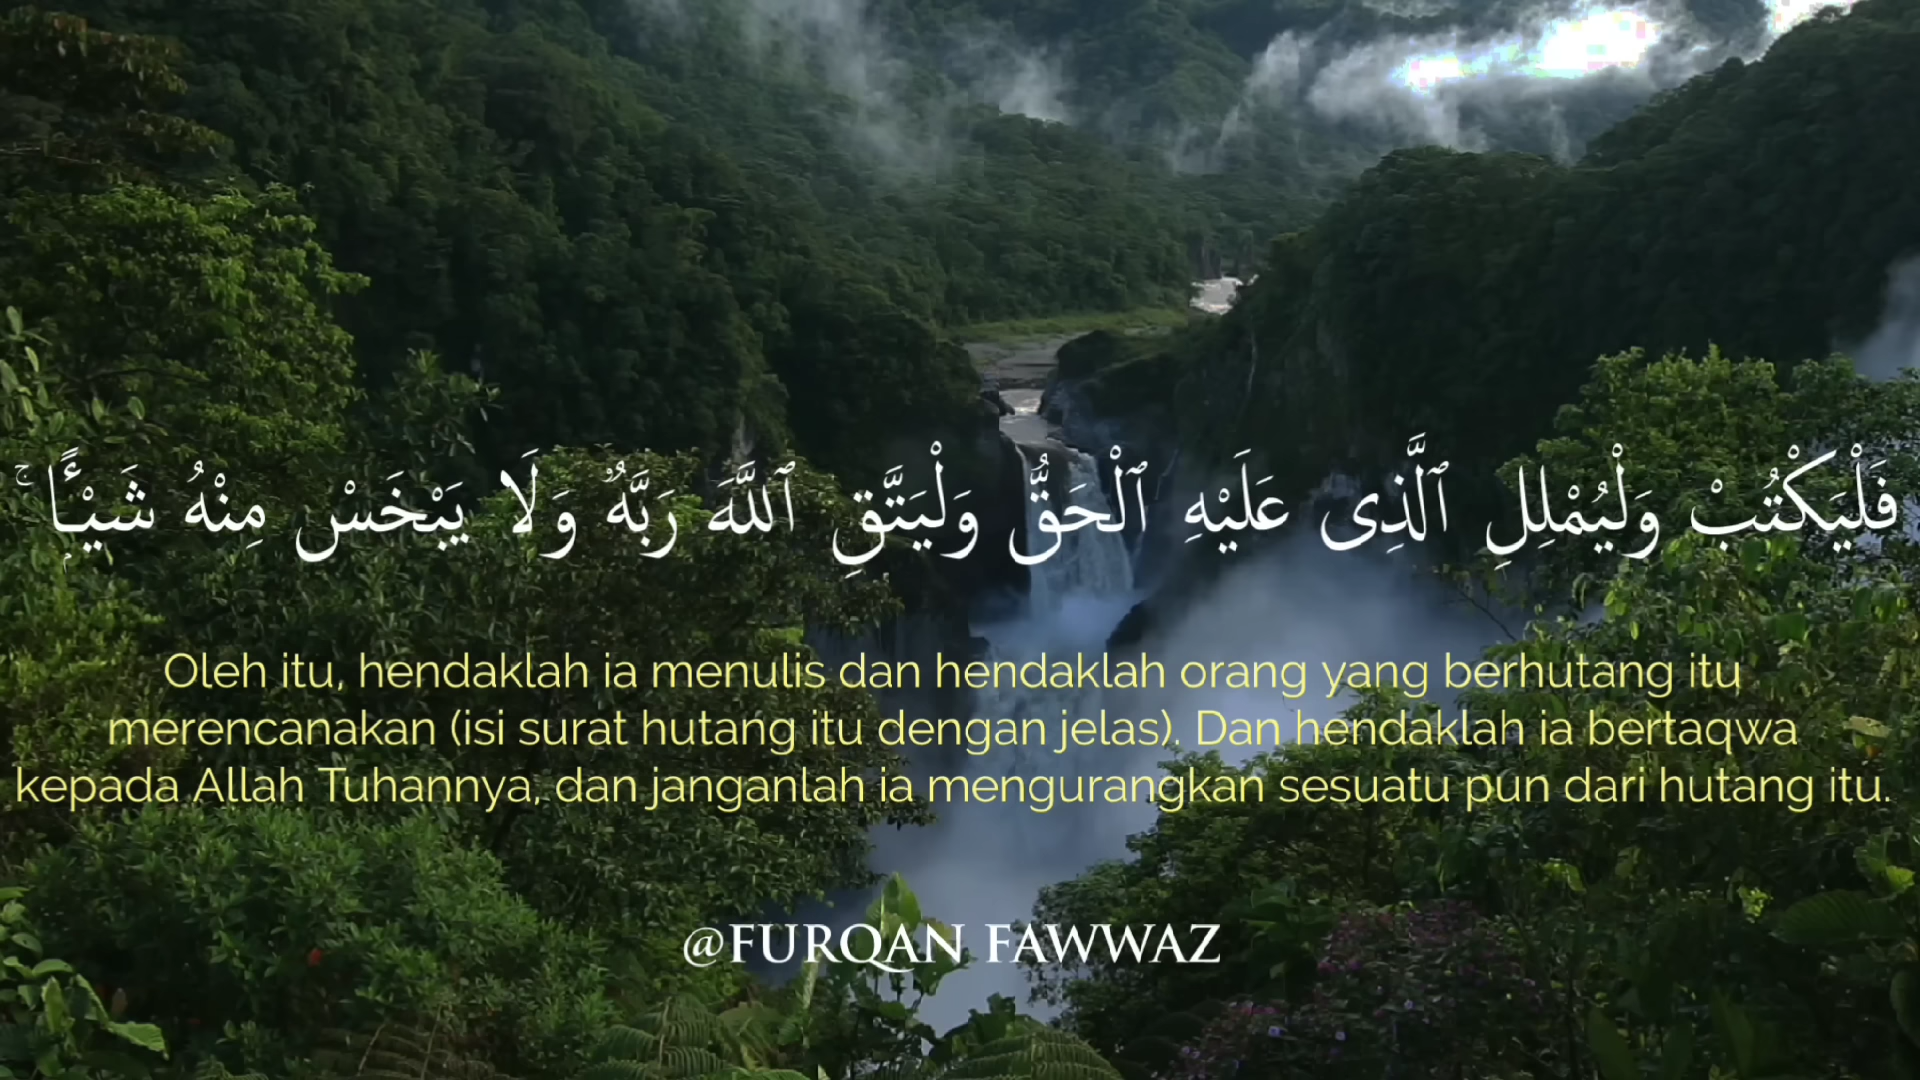 فَلْيَكْتُبْ وَلْيُمْلِلِ ٱلَّذِى عَلَيْهِ ٱلْحَقُّ وَلْيَتَّقِ ٱللَّهَ رَبَّهُۥ وَلَا يَبْخَسْ مِنْهُ شَيْـًٔا ۚ
Oleh itu, hendaklah ia menulis dan hendaklah orang yang berhutang itu
merencanakan (isi surat hutang itu dengan jelas). Dan hendaklah ia bertaqwa
kepada Allah Tuhannya, dan janganlah ia mengurangkan sesuatu pun dari hutang itu.
@FURQAN FAWWAZ